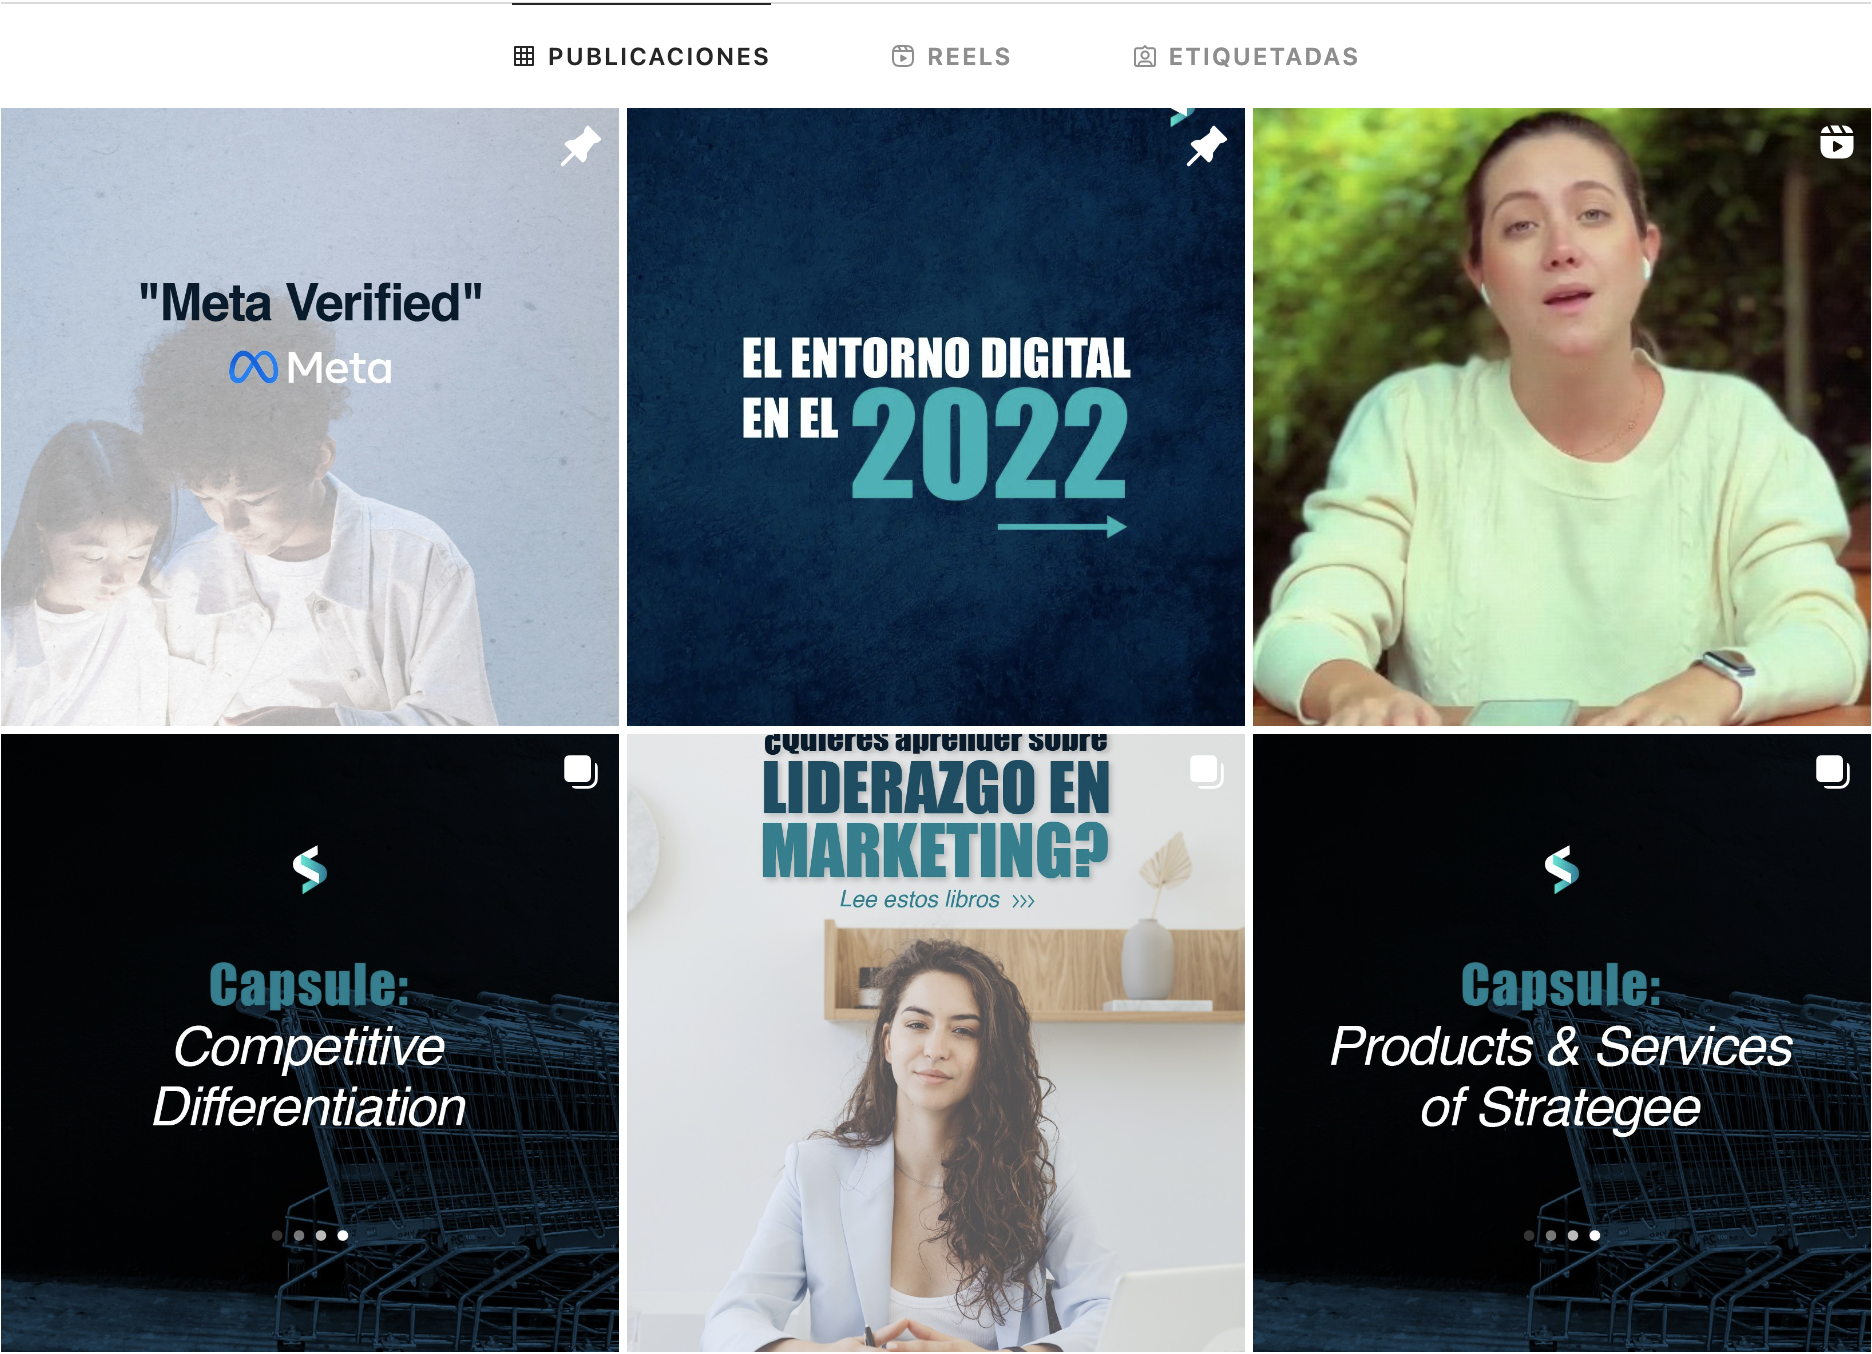 PUBLICACIONES
REELS
ETIQUETADAS
"Meta Verified"
Meta
EL ENTORNO DIGITAL
EN EL 2022
¿Quieres aprender sobre
LIDERAZGO EN
MARKETING?
Lee estos libros >>>
Capsule:
Competitive
Differentiation
Capsule:
Products & Services
of Strategee